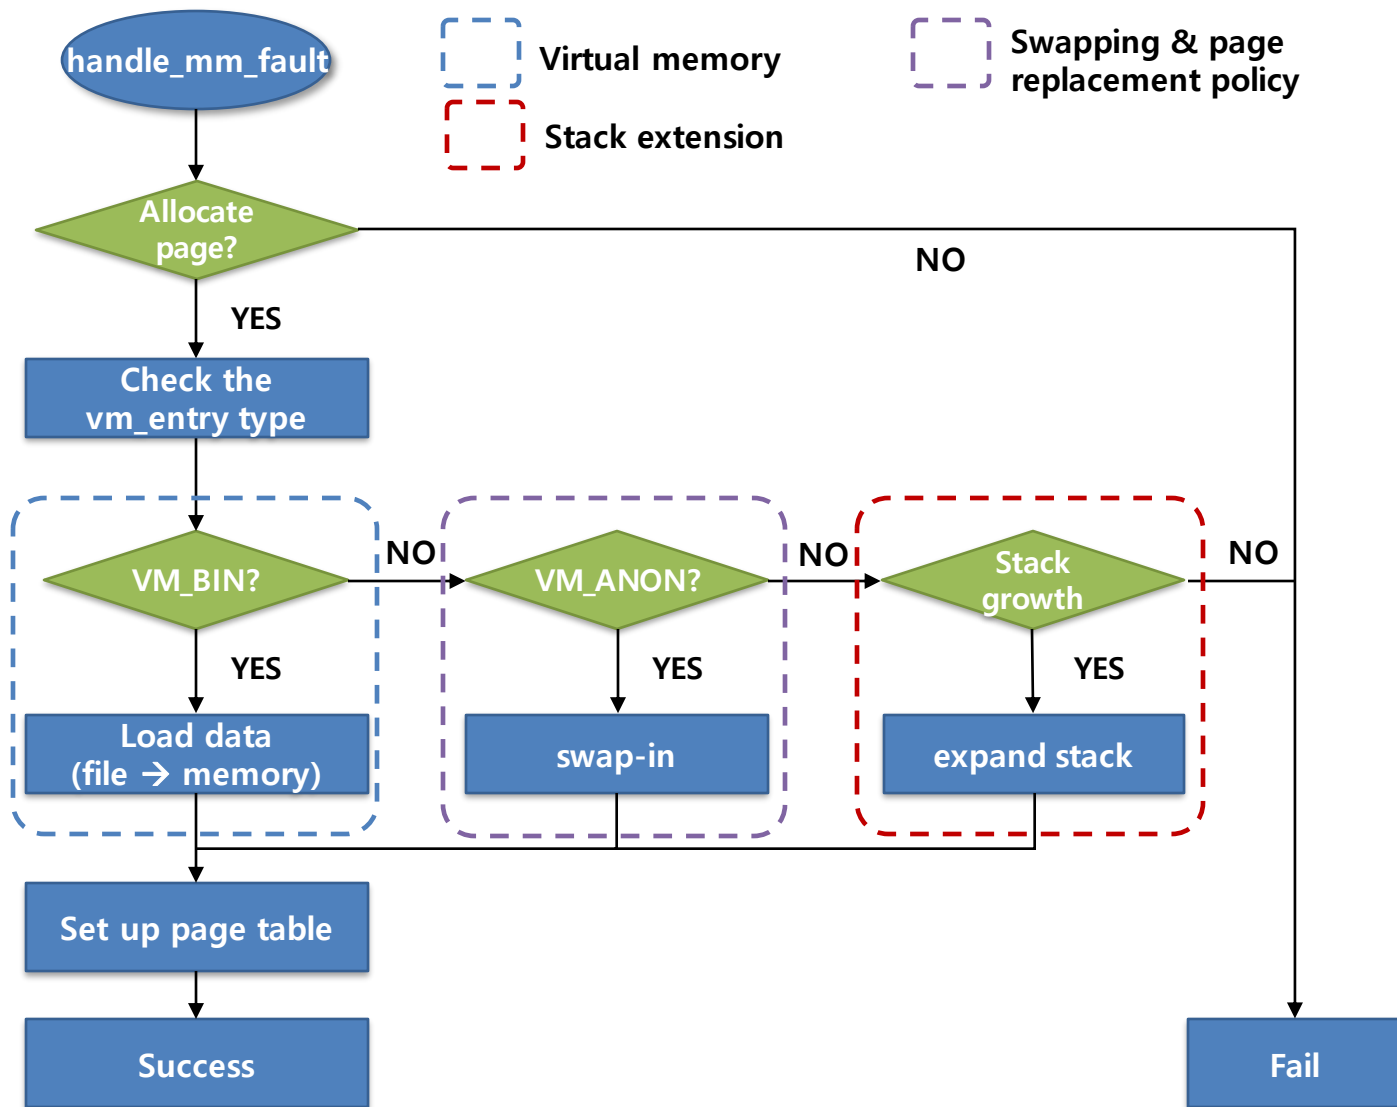 handle_mm_fault
Virtual memory
Swapping & page
replacement policy
Stack extension
Allocate
page?
NO
YES
Check the
vm_entry type
VM_BIN?
NO
VM_ANON?
NO
Stack
growth
NO
YES
YES
YES
Load data
(file → memory)
swap-in
expand stack
Set up page table
Success
Fail